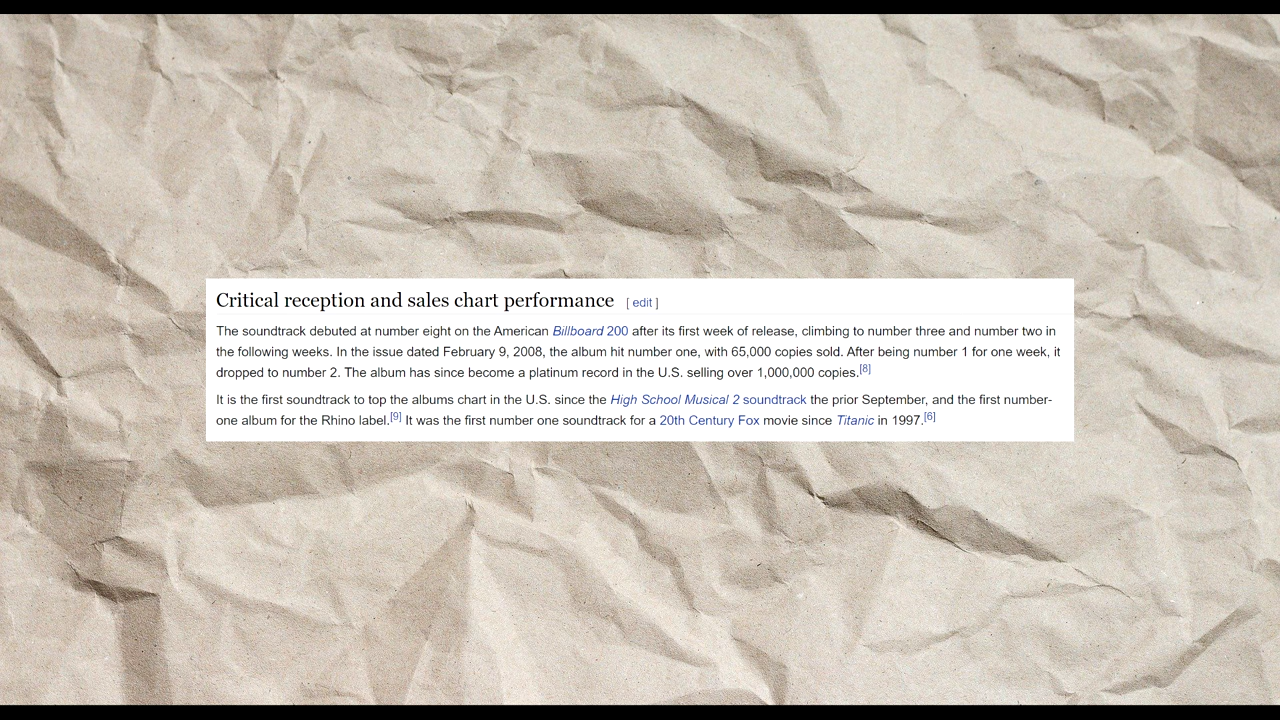 Critical reception and sales chart performance [ edit ]
The soundtrack debuted at number eight on the American Billboard 200 after its first week of release, climbing to number three and number two in
the following weeks. In the issue dated February 9, 2008, the album hit number one, with 65,000 copies sold. After being number 1 for one week, it
dropped to number 2. The album has since become a platinum record in the U.S. selling over 1,000,000 copies.[8]
It is the first soundtrack to top the albums chart in the U.S. since the High School Musical 2 soundtrack the prior September, and the first number-
one album for the Rhino label.[9] It was the first number one soundtrack for a 20th Century Fox movie since Titanic in 1997.[6]